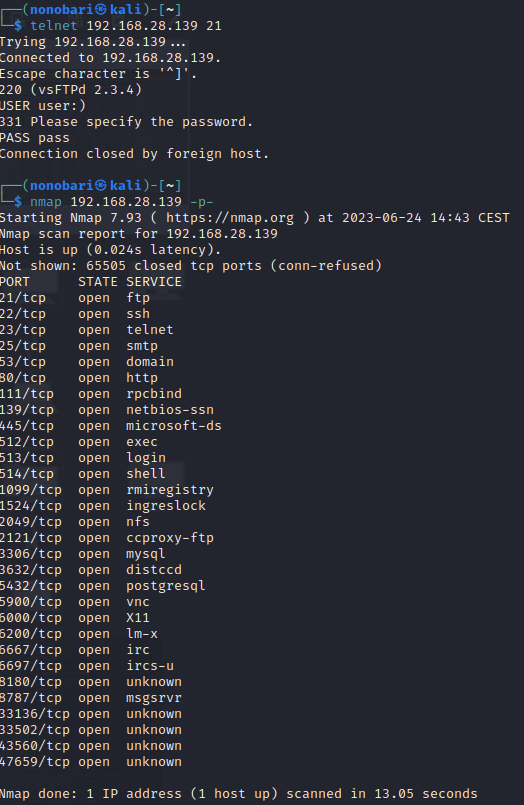 ┌──(nonobari㉿kali)-[~]
└─$ telnet 192.168.28.139 21
Trying 192.168.28.139...
Connected to 192.168.28.139.
Escape character is '^]'.
220 (vsFTPd 2.3.4)
USER user:)
331 Please specify the password.
PASS pass
Connection closed by foreign host.
┌──(nonobari㉿kali)-[~]
└─$ nmap 192.168.28.139 -p-
Starting Nmap 7.93 ( https://nmap.org ) at 2023-06-24 14:43 CEST
Nmap scan report for 192.168.28.139
Host is up (0.024s latency).
Not shown: 65505 closed tcp ports (conn-refused)
PORT      STATE SERVICE
21/tcp    open  ftp
22/tcp    open  ssh
23/tcp    open  telnet
25/tcp    open  smtp
53/tcp    open  domain
80/tcp    open  http
111/tcp   open  rpcbind
139/tcp   open  netbios-ssn
445/tcp   open  microsoft-ds
512/tcp   open  exec
513/tcp   open  login
514/tcp   open  shell
1099/tcp  open  rmiregistry
1524/tcp  open  ingreslock
2049/tcp  open  nfs
2121/tcp  open  ccproxy-ftp
3306/tcp  open  mysql
3632/tcp  open  distccd
5432/tcp  open  postgresql
5900/tcp  open  vnc
6000/tcp  open  X11
6200/tcp  open  lm-x
6667/tcp  open  irc
6697/tcp  open  ircs-u
8180/tcp  open  unknown
8787/tcp  open  msgsrvr
33136/tcp open  unknown
33502/tcp open  unknown
43560/tcp open  unknown
47659/tcp open  unknown
Nmap done: 1 IP address (1 host up) scanned in 13.05 seconds